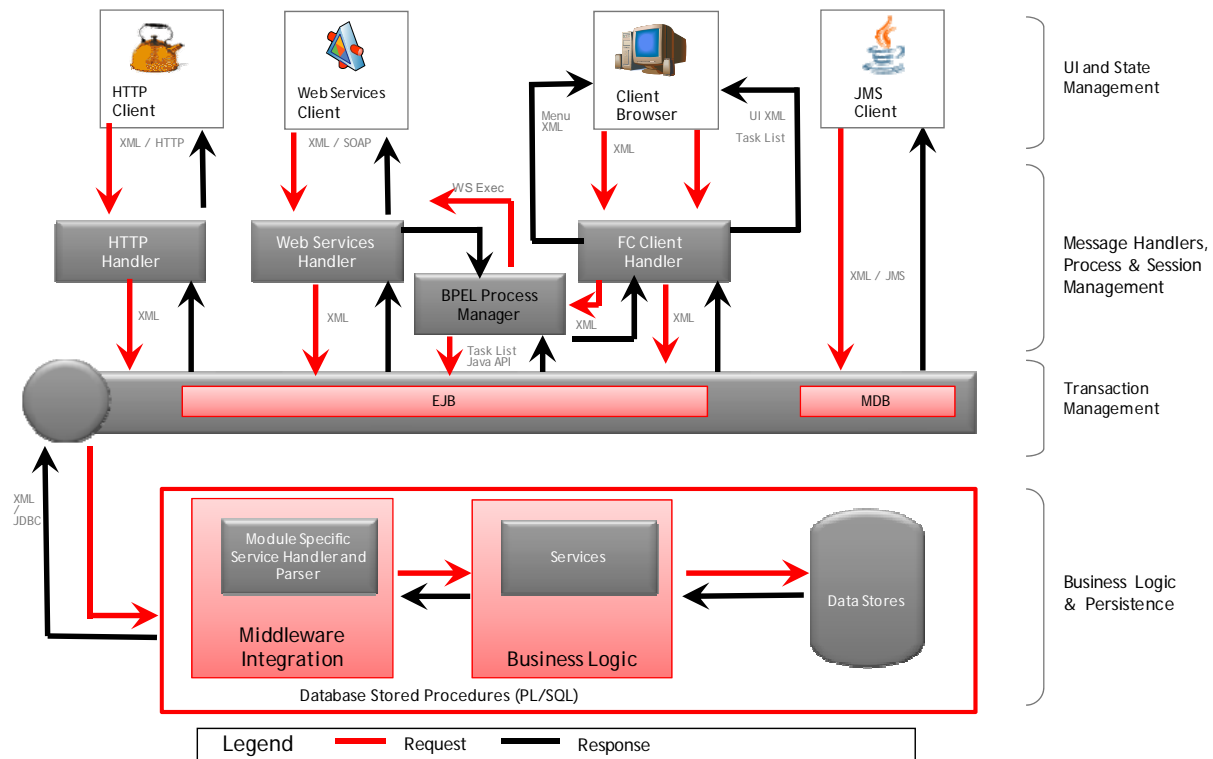 HTTP
Client
Web Services
Client
Client
Browser
JMS
Client
UI and State
Management
XML / HTTP
XML / SOAP
Menu
XML
XML
UI XML
Task List
WS Exec
HTTP
Handler
Web Services
Handler
FC Client
Handler
BPEL Process
Manager
XML / JMS
Message Handlers,
Process & Session
Management
XML
XML
Task List
Java API
XML
XML
EJB
MDB
Transaction
Management
XML
/
JDBC
Module Specific
Service Handler and
Parser
Services
Data Stores
Middleware
Integration
Business Logic
Database Stored Procedures (PL/SQL)
Business Logic
& Persistence
Legend
Request
Response